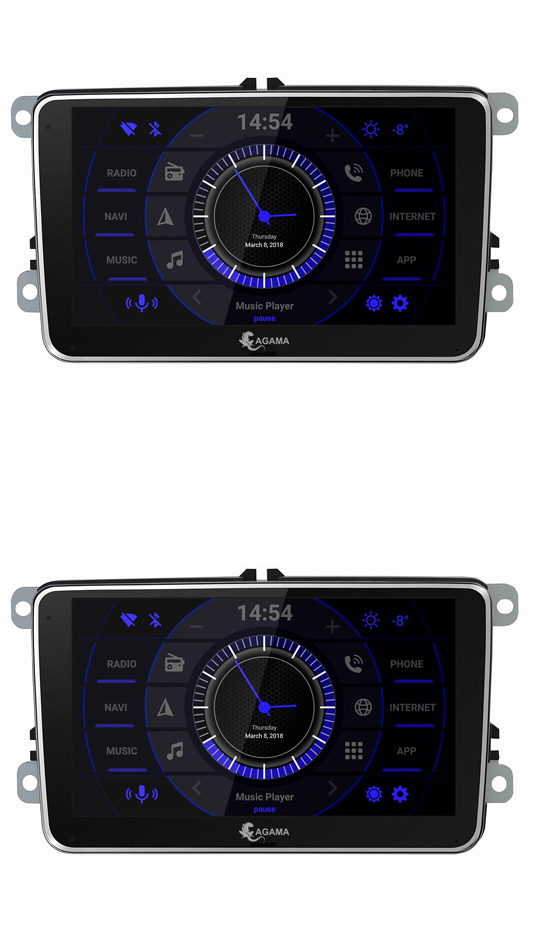 14:54
-8°
RADIO
PHONE
NAVI
INTERNET
MUSIC
APP
Thursday
March 8, 2018
Music Player
pause
AGAMA
14:54
-8°
RADIO
PHONE
NAVI
INTERNET
MUSIC
APP
Thursday
March 8, 2018
Music Player
pause
AGAMA